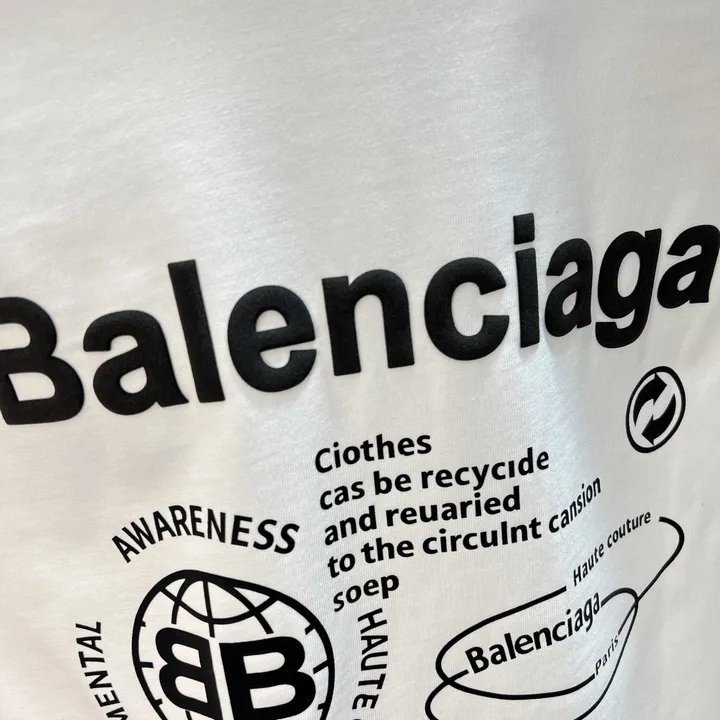 Balenciaga
Ciothes
cas be recycıde
and reuaried
to the circulnt cansion
soep
AWARENESS
MENTAL
BB
HAUTE
Haute couture
Balenciaga
Paris